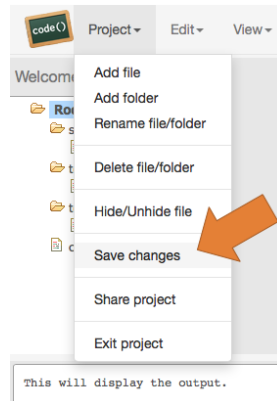 code()
Project Edit View
Welcom
Add file
Add folder
Rename file/folder
Delete file/folder
Hide/Unhide file
Save changes
Share project
Exit project
This will display the output.